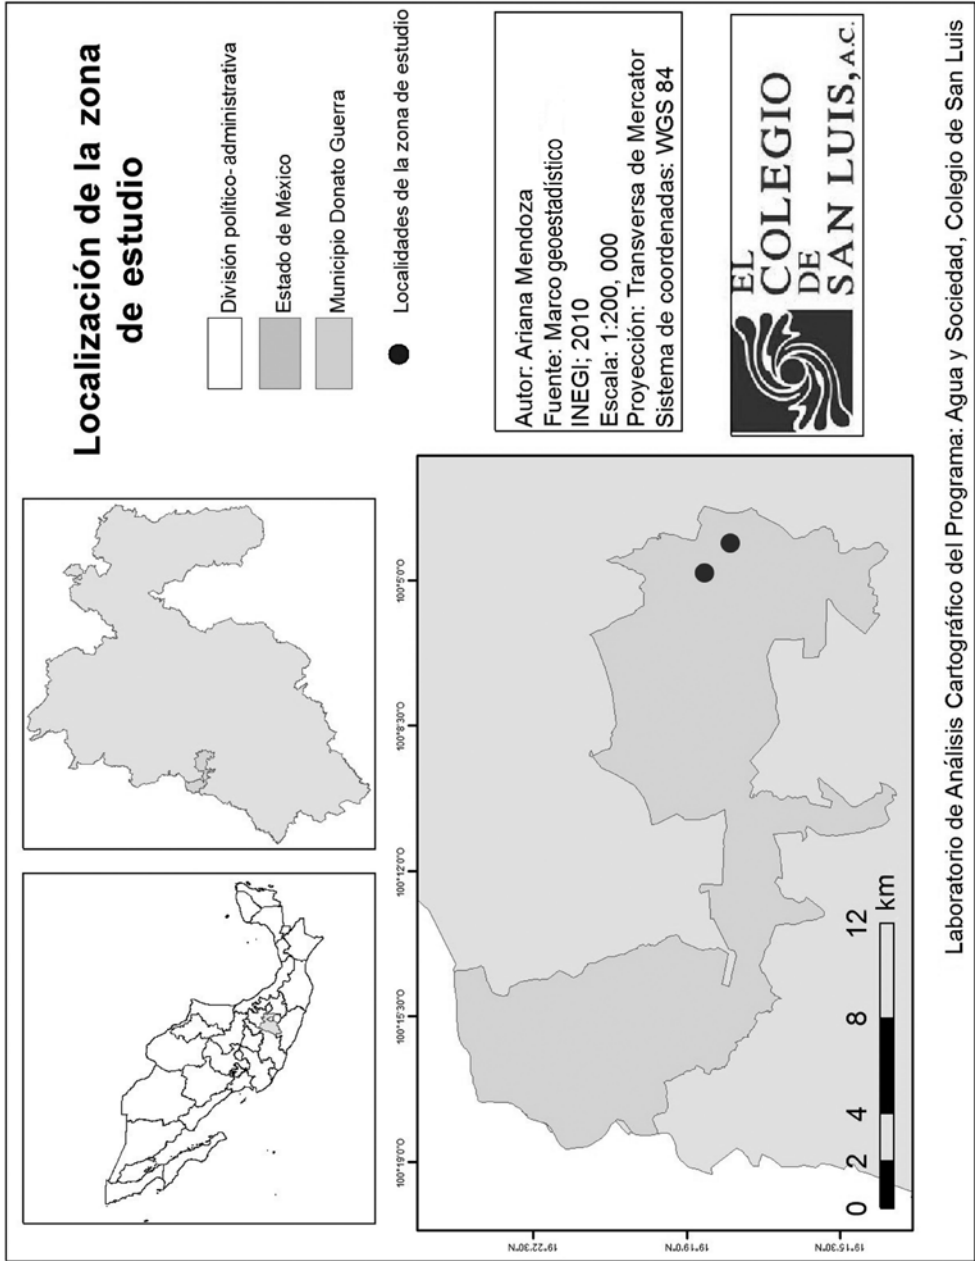 Localización de la zona
de estudio
División político- administrativa
Estado de México
Municipio Donato Guerra
Localidades de la zona de estudio
Autor: Ariana Mendoza
Fuente: Marco geoestadístico
INEGI; 2010
Escala: 1:200, 000
Proyección: Transversa de Mercator
Sistema de coordenadas: WGS 84
EL
COLEGIO
DE
SAN LUIS, A.C.
100°19'0"O
100°15'30"O
100°12'0"O
100°8'30"O
100°5'0"O
19°22'30"N
19°19'0"N
19°15'30"N
0 2 4 8 12
km
Laboratorio de Análisis Cartográfico del Programa: Agua y Sociedad, Colegio de San Luis